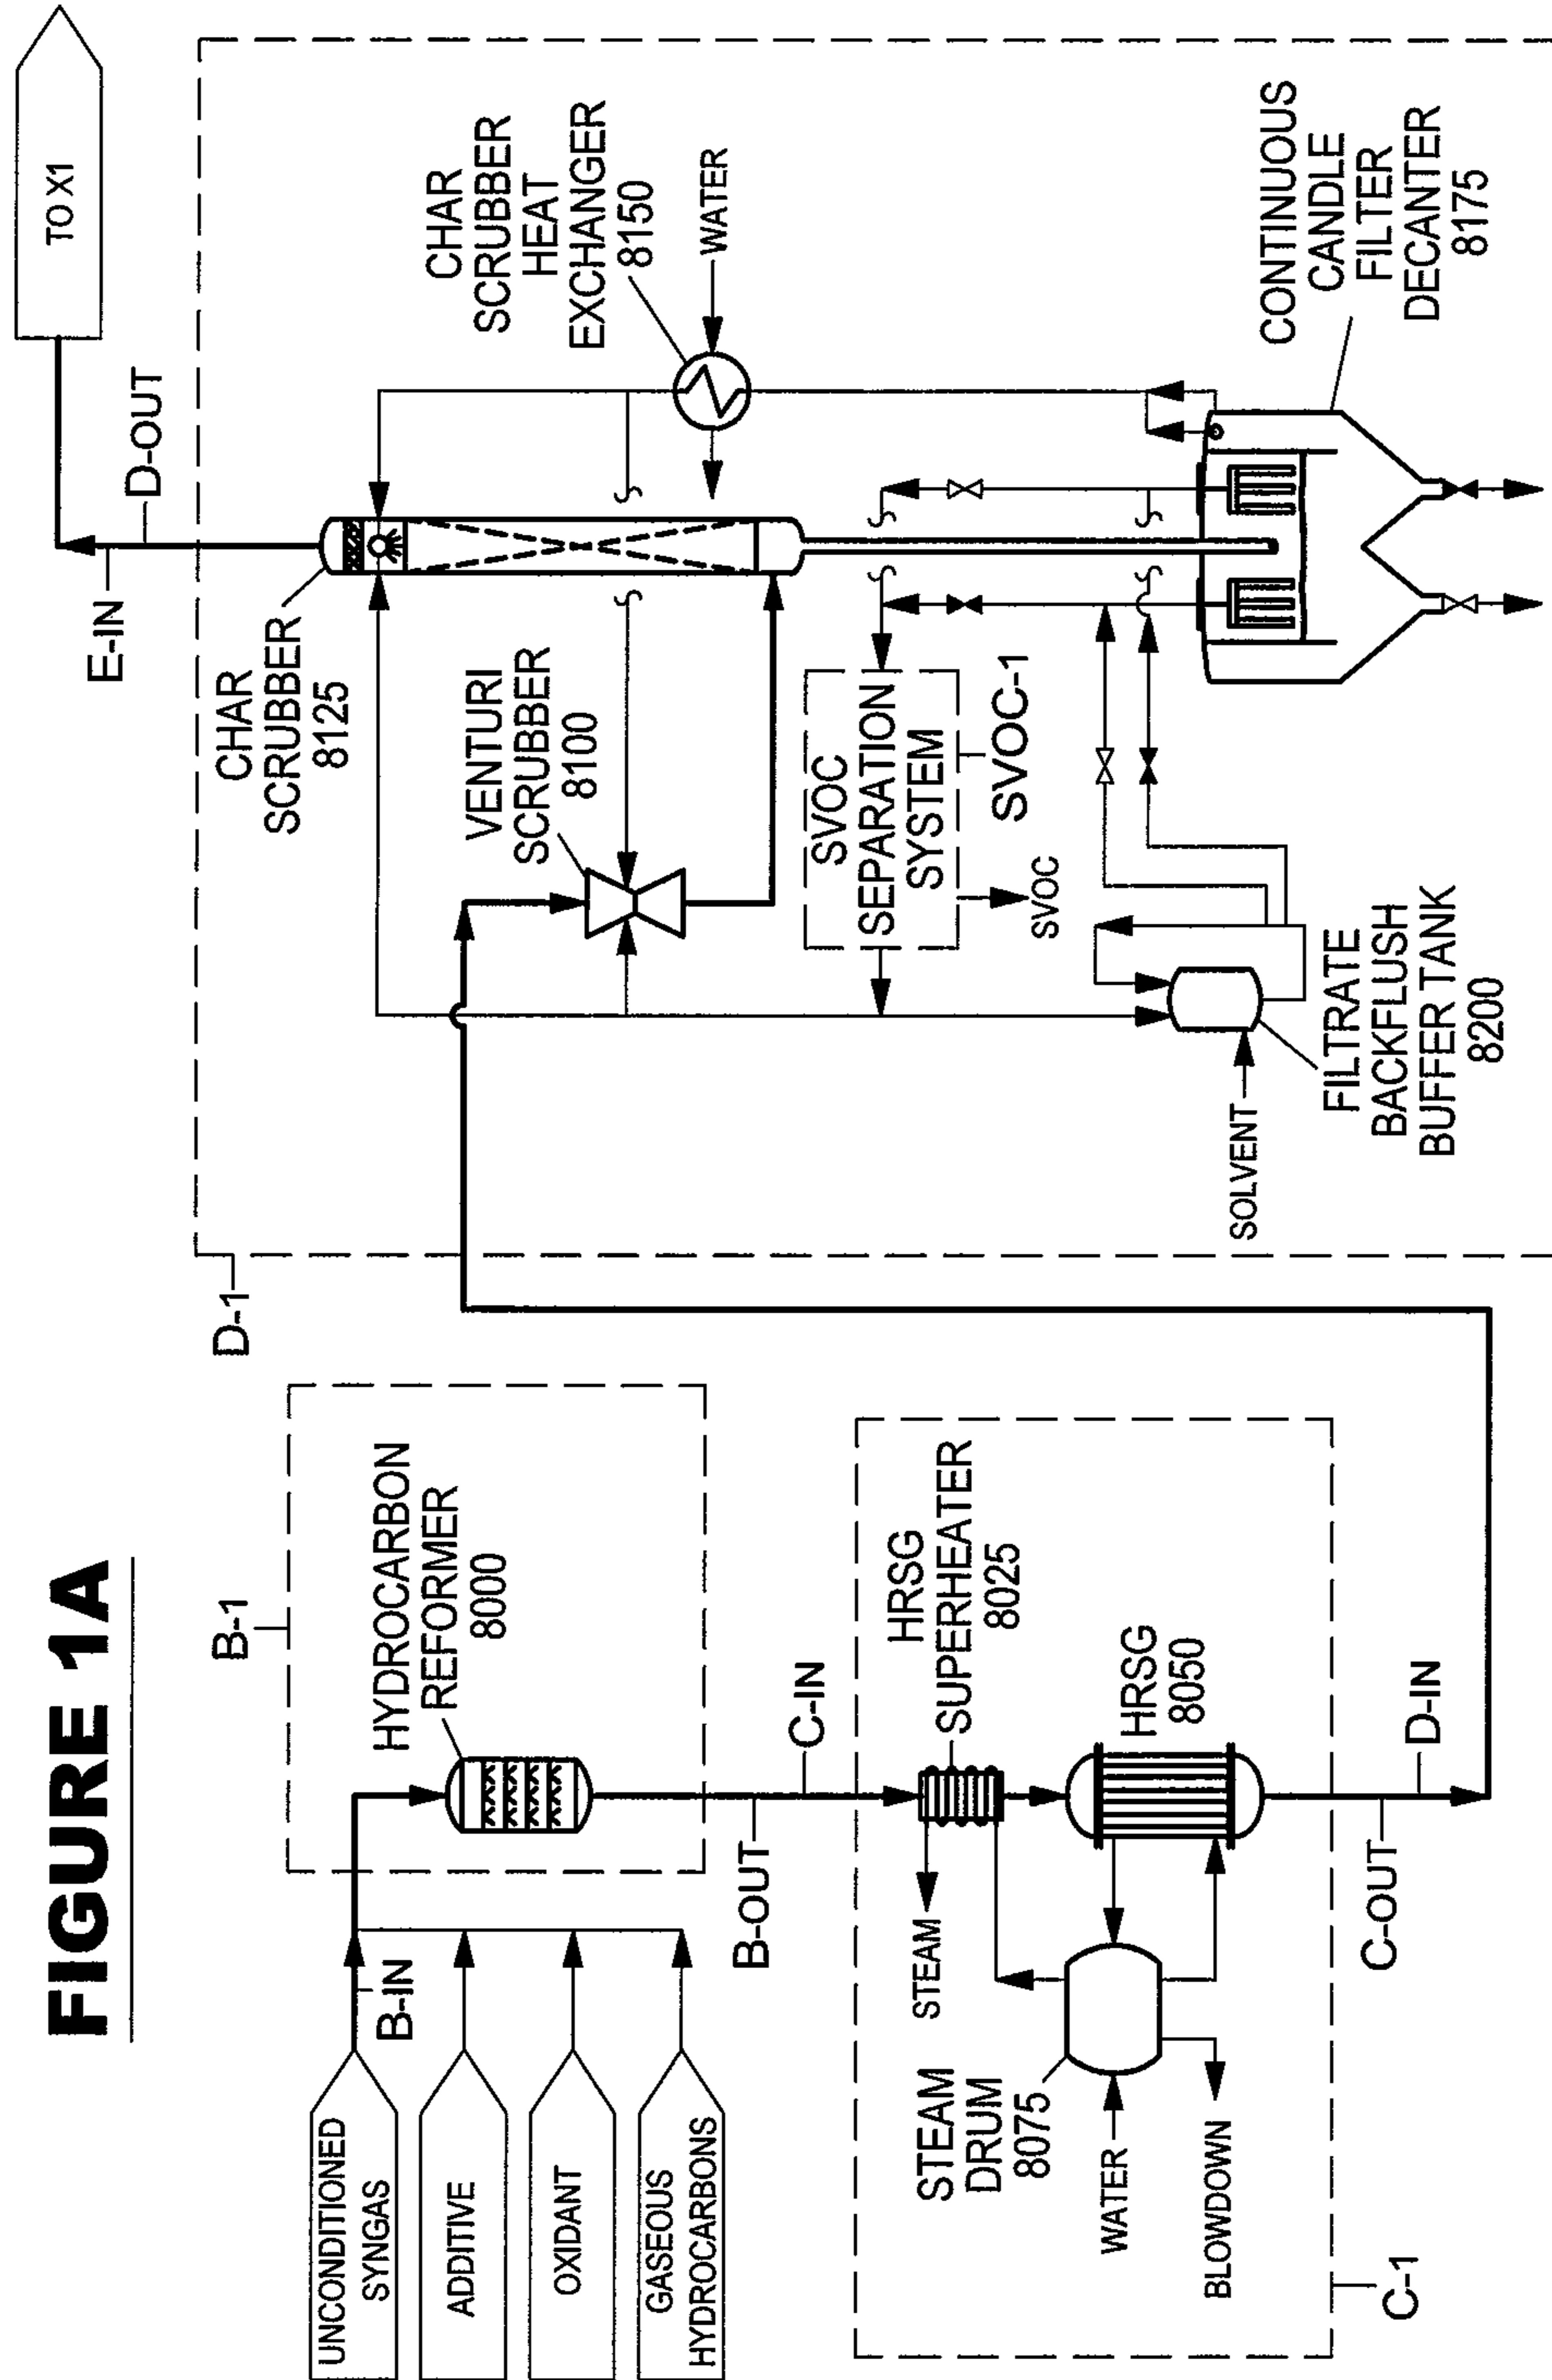 FIGURE 1A
UNCONDITIONED
SYNGAS
ADDITIVE
OXIDANT
GASEOUS
HYDROCARBONS
B-IN
B-1
HYDROCARBON
REFORMER
8000
B-OUT
C-IN
HRSG
SUPERHEATER
8025
HRSG
8050
STEAM
STEAM
DRUM
8075
WATER
BLOWDOWN
C-1
C-OUT
D-IN
D-1
TO X1
D-OUT
E-IN
CHAR
SCRUBBER
8125
VENTURI
SCRUBBER
8100
CHAR
SCRUBBER
HEAT
EXCHANGER
8150
WATER
SVOC
SEPARATION
SYSTEM
SVOC-1
SVOC
SOLVENT
FILTRATE
BACKFLUSH
BUFFER TANK
8200
CONTINUOUS
CANDLE
FILTER
DECANTER
8175